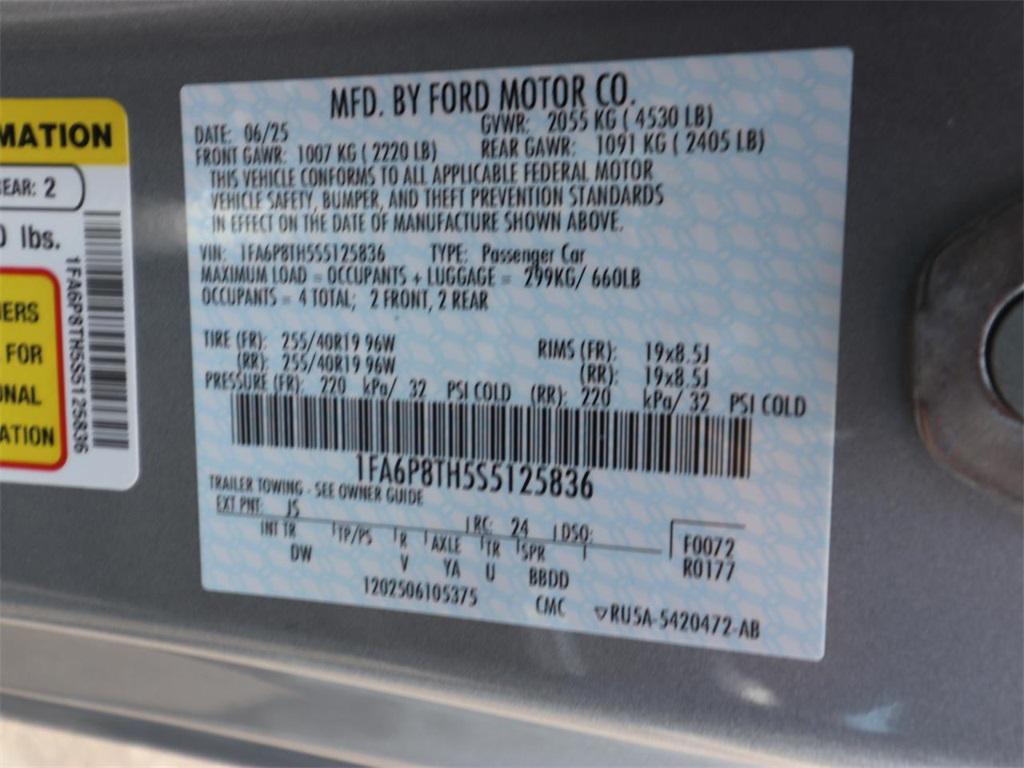 MATION
EAR: 2
0 lbs.
1FA6P8TH5S5125836
ERS
FOR
NAL
ATION
MFD. BY FORD MOTOR CO.
DATE: 06/25 GVWR: 2055 KG ( 4530 LB)
FRONT GAWR: 1007 KG ( 2220 LB) REAR GAWR: 1091 KG ( 2405 LB)
THIS VEHICLE CONFORMS TO ALL APPLICABLE FEDERAL MOTOR
VEHICLE SAFETY, BUMPER, AND THEFT PREVENTION STANDARDS
IN EFFECT ON THE DATE OF MANUFACTURE SHOWN ABOVE.
VIN: 1FA6P8TH5S5125836 TYPE: Passenger Car
MAXIMUM LOAD = OCCUPANTS + LUGGAGE = 299KG/ 660LB
OCCUPANTS = 4 TOTAL; 2 FRONT, 2 REAR
TIRE (FR): 255/40R19 96W RIMS (FR): 19x8.5J
(RR): 255/40R19 96W (RR): 19x8.5J
PRESSURE (FR): 220 kPa/ 32 PSI COLD (RR): 220 kPa/ 32 PSI COLD
1FA6P8TH5S5125836
TRAILER TOWING - SEE OWNER GUIDE
EXT PNT: JS RC: 24 DSO:
INT TR TP/PS R AXLE TR SPR F0072
DW V YA U BBDD R0177
1202506105375 CMC ▽RU5A-5420472-AB